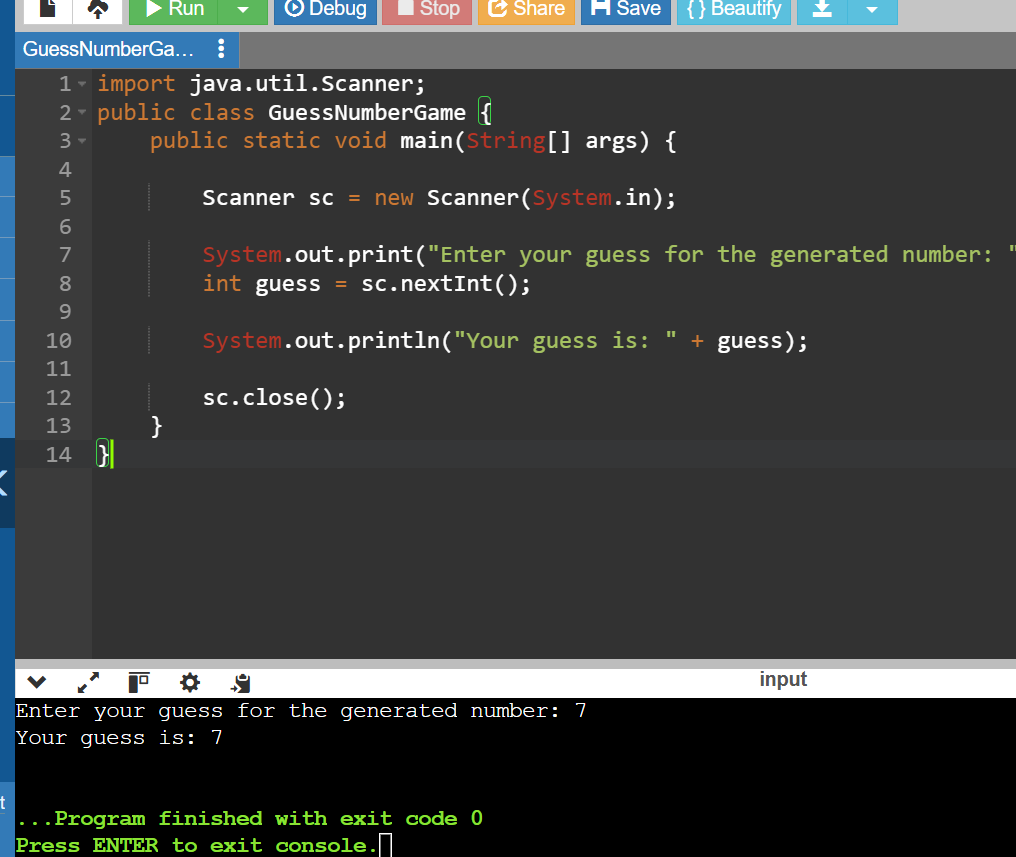 Run Debug Stop Share Save { } Beautify
GuessNumberGa...
1 import java.util.Scanner;
2 public class GuessNumberGame {
3 public static void main(String[] args) {
4
5 Scanner sc = new Scanner(System.in);
6
7 System.out.print("Enter your guess for the generated number: "
8 int guess = sc.nextInt();
9
10 System.out.println("Your guess is: " + guess);
11
12 sc.close();
13 }
14 }
input
Enter your guess for the generated number: 7
Your guess is: 7
t
...Program finished with exit code 0
Press ENTER to exit console.